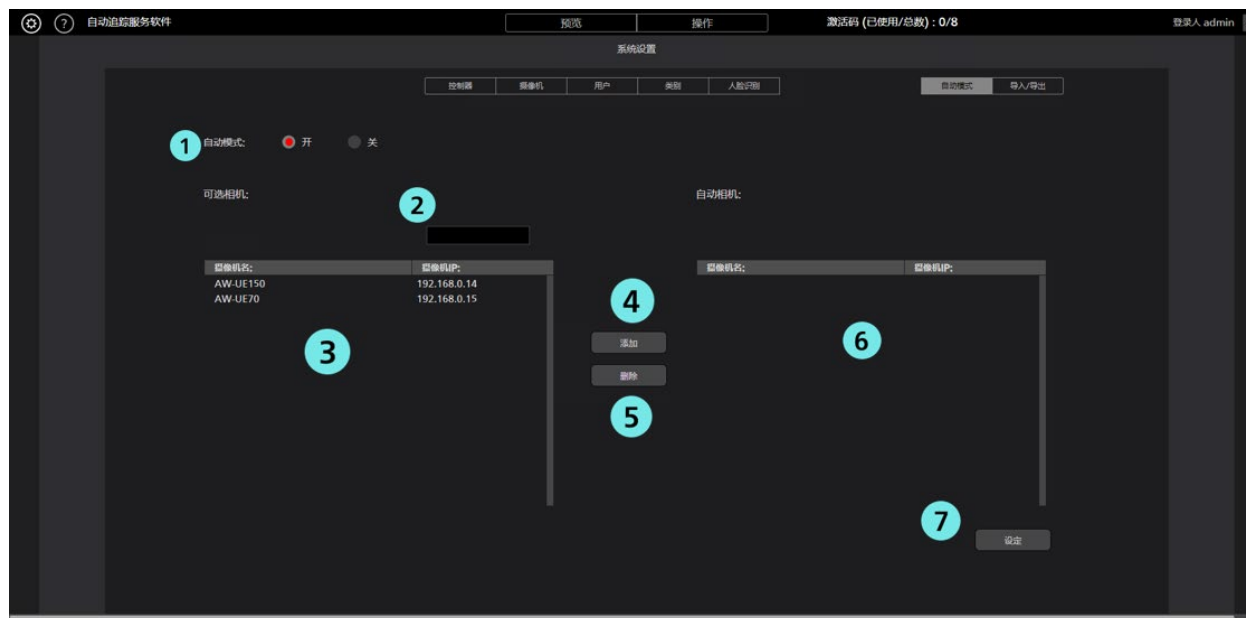 ? 自动追踪服务软件 预览 操作 激活码 (已使用/总数) : 0/8 登录人 admin
系统设置
控制器 摄像机 用户 类别 人脸识别 自动模式 导入/导出
1 自动模式: 开 关
可选相机: 2 自动相机:
摄像机名: 摄像机IP: 摄像机名: 摄像机IP:
AW-UE150 192.168.0.14
AW-UE70 192.168.0.15
4
3 添加 6
删除
5
7
设定